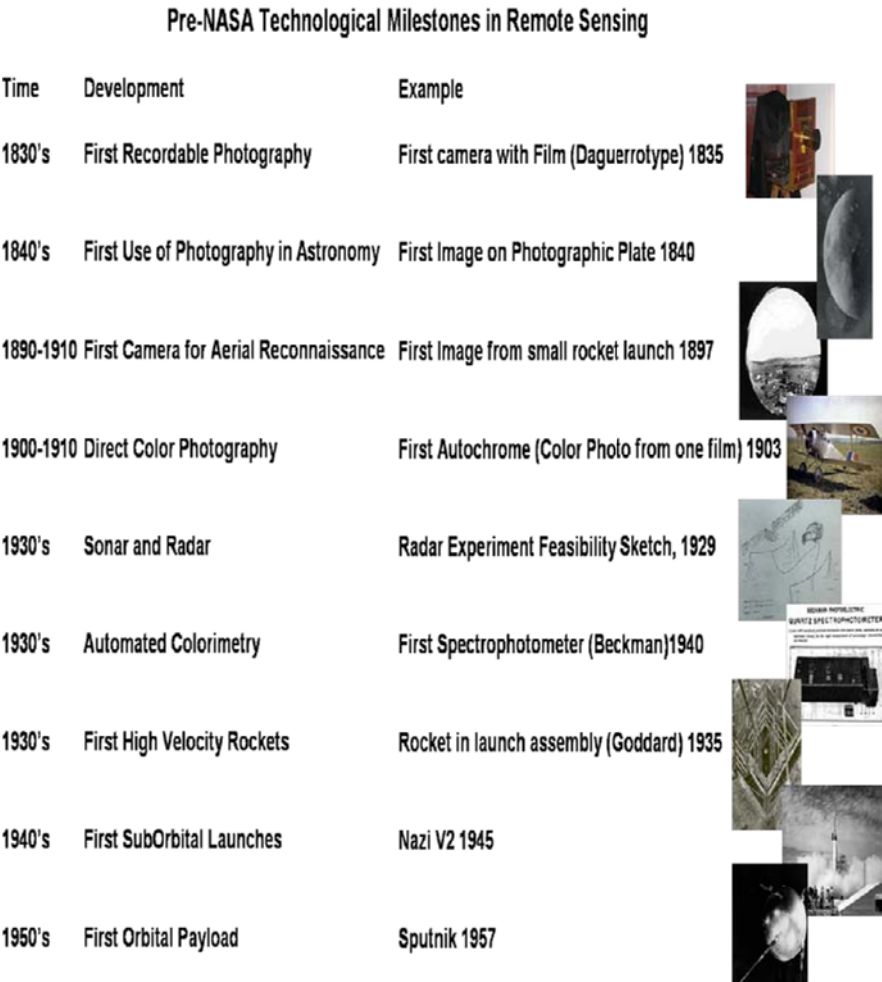 Pre-NASA Technological Milestones in Remote Sensing
Time Development Example
1830's First Recordable Photography First camera with Film (Daguerrotype) 1835
1840's First Use of Photography in Astronomy First Image on Photographic Plate 1840
1890-1910 First Camera for Aerial Reconnaissance First Image from small rocket launch 1897
1900-1910 Direct Color Photography First Autochrome (Color Photo from one film) 1903
1930's Sonar and Radar Radar Experiment Feasibility Sketch, 1929
QUARTZ SPECTROPHOTOMETER
1930's Automated Colorimetry First Spectrophotometer (Beckman)1940
1930's First High Velocity Rockets Rocket in launch assembly (Goddard) 1935
1940's First SubOrbital Launches Nazi V2 1945
1950's First Orbital Payload Sputnik 1957